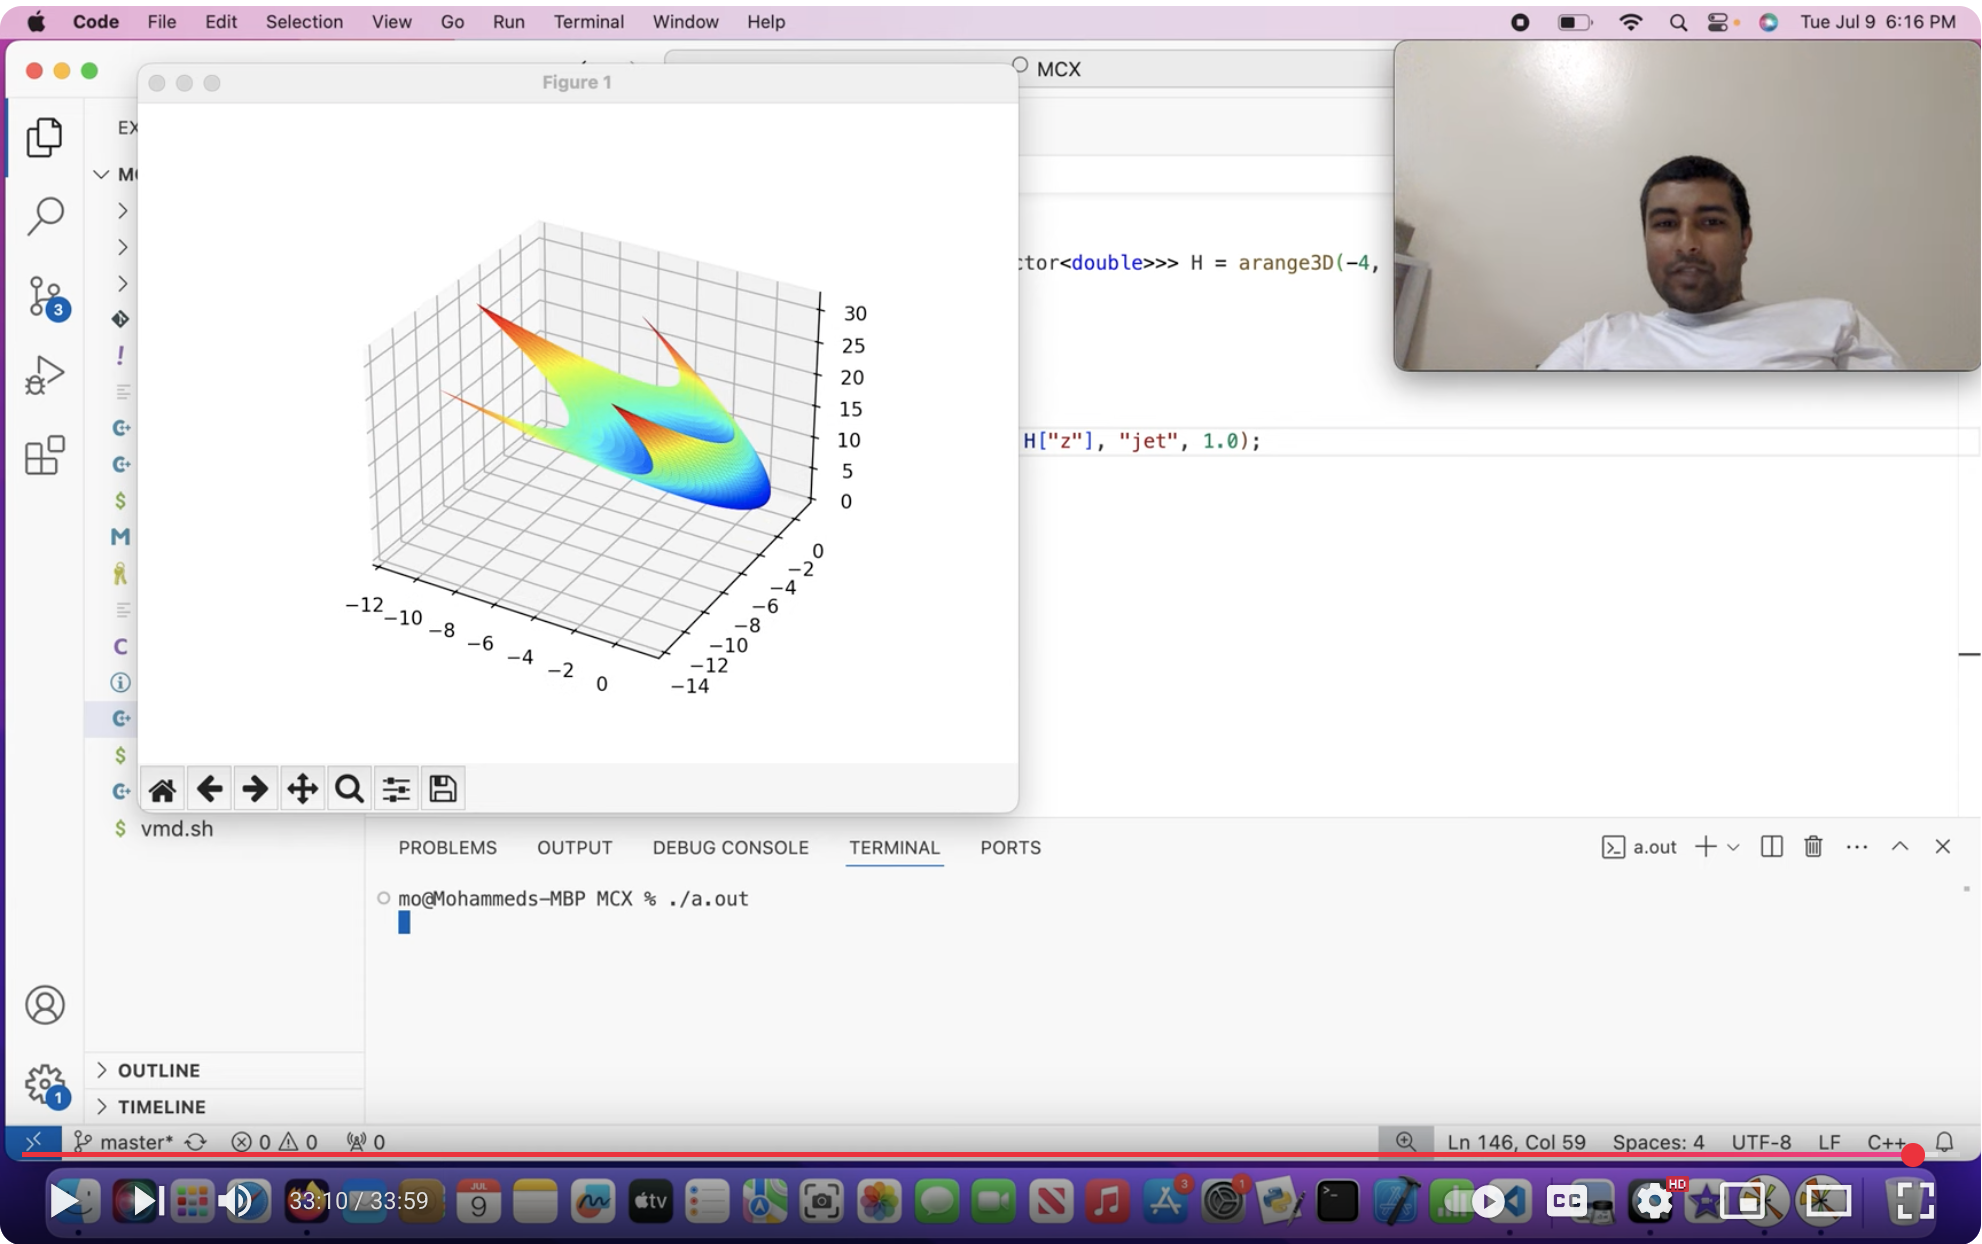 Code File Edit Selection View Go Run Terminal Window Help Tue Jul 9 6:16 PM
MCX
Figure 1
EX
ctor<double>>> H = arange3D(-4,
H["z"], "jet", 1.0);
30
25
20
15
10
5
0
0
-2
-4
-6
-8
-10
-12
-14
-12
-10
-8
-6
-4
-2
0
3
vmd.sh
PROBLEMS OUTPUT DEBUG CONSOLE TERMINAL PORTS a.out
mo@Mohammeds-MBP MCX % ./a.out
OUTLINE
1
TIMELINE
master* 0 0 0 Ln 146, Col 59 Spaces: 4 UTF-8 LF C++
33:10 / 33:59
JUL
9
tv
3
1
CC
HD